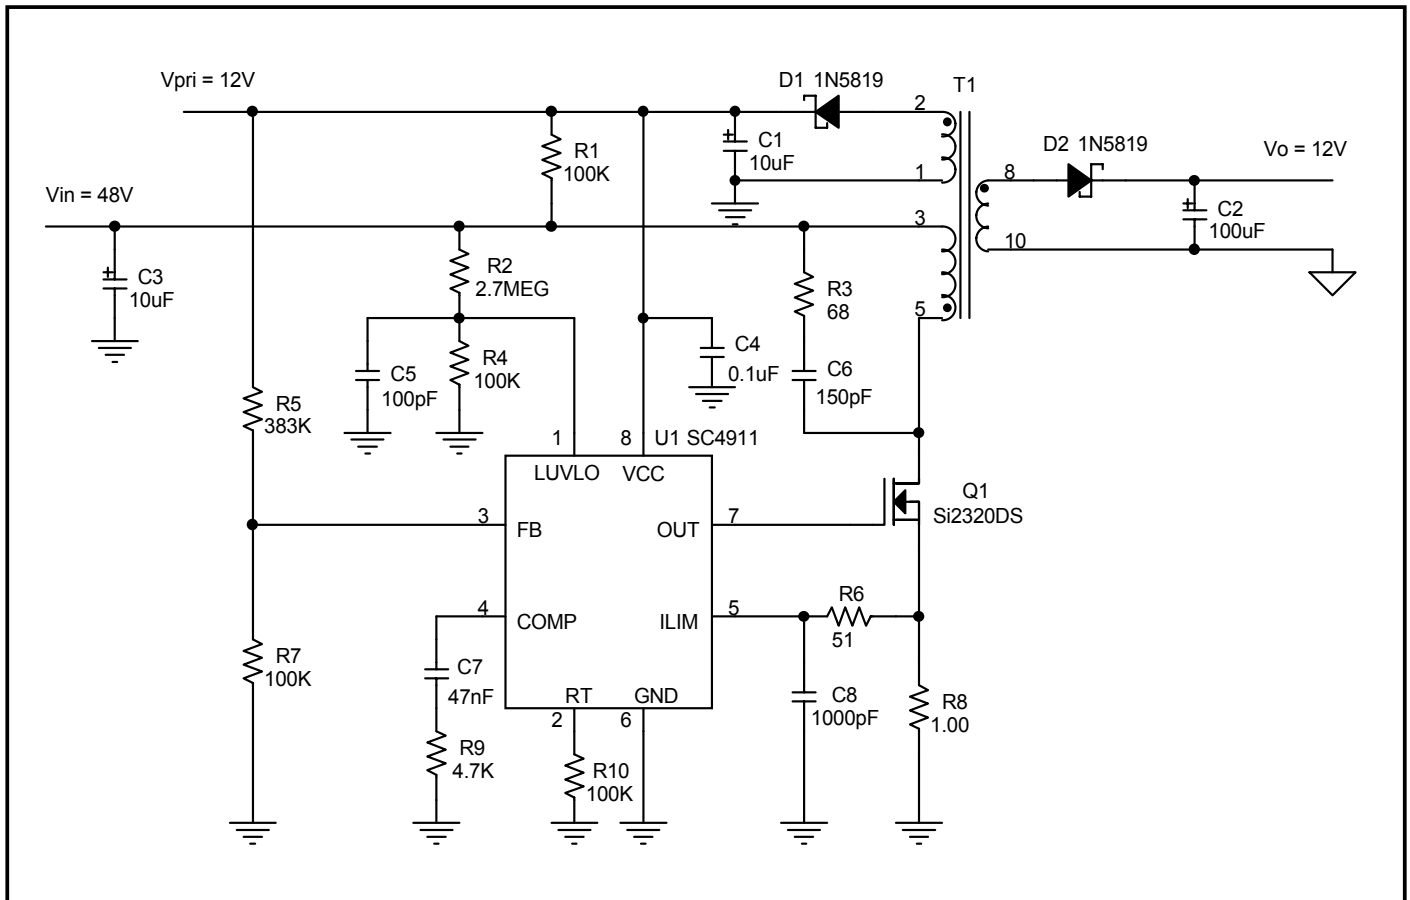 Vpri = 12V
D1 1N5819
T1
2
C1
10uF
1
R1
100K
D2 1N5819
Vo = 12V
8
C2
100uF
10
Vin = 48V
3
C3
10uF
R2
2.7MEG
R3
68
5
C5
100pF
R4
100K
C4
0.1uF
C6
150pF
R5
383K
1
8
U1 SC4911
LUVLO
VCC
Q1
Si2320DS
3
FB
OUT
7
4
COMP
ILIM
5
R6
51
R7
100K
C7
47nF
RT
GND
2
6
C8
1000pF
R8
1.00
R9
4.7K
R10
100K